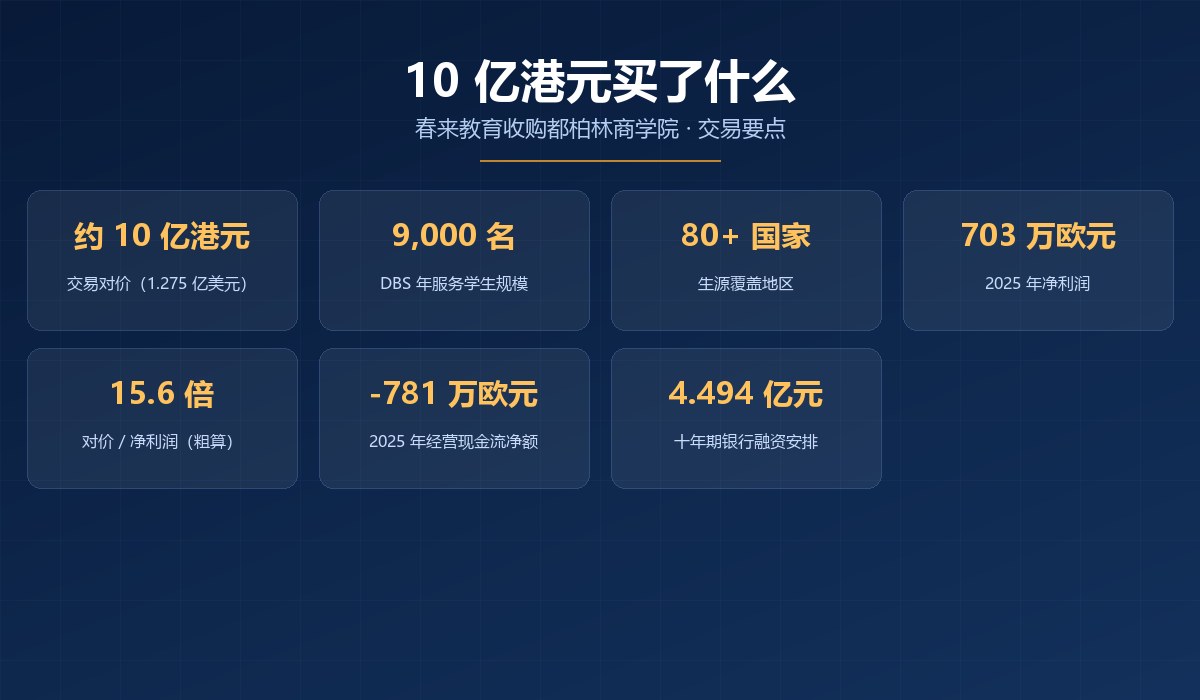 10 亿港元买了什么
春来教育收购都柏林商学院 · 交易要点
约 10 亿港元
交易对价（1.275 亿美元）
9,000 名
DBS 年服务学生规模
80+ 国家
生源覆盖地区
703 万欧元
2025 年净利润
15.6 倍
对价 / 净利润（粗算）
-781 万欧元
2025 年经营现金流净额
4.494 亿元
十年期银行融资安排